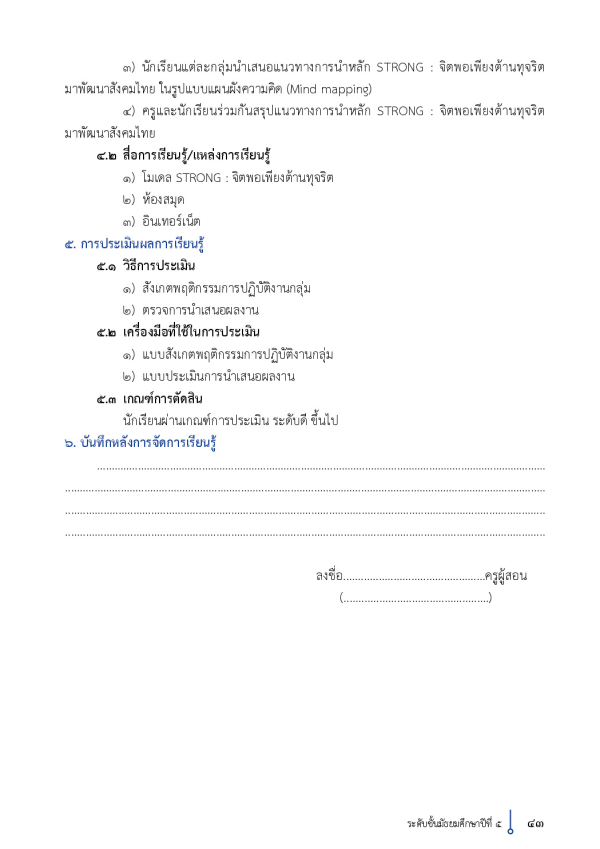 ๓) นักเรียนแต่ละกลุ่มนำเสนอแนวทางการนำหลัก STRONG : จิตพอเพียงต้านทุจริต
มาพัฒนาสังคมไทย ในรูปแบบแผนผังความคิด (Mind mapping)
๔) ครูและนักเรียนร่วมกันสรุปแนวทางการนำหลัก STRONG : จิตพอเพียงต้านทุจริต
มาพัฒนาสังคมไทย
๔.๒ สื่อการเรียนรู้/แหล่งการเรียนรู้
๑) โมเดล STRONG : จิตพอเพียงต้านทุจริต
๒) ห้องสมุด
๓) อินเทอร์เน็ต
๕. การประเมินผลการเรียนรู้
๕.๑ วิธีการประเมิน
๑) สังเกตพฤติกรรมการปฏิบัติงานกลุ่ม
๒) ตรวจการนำเสนอผลงาน
๕.๒ เครื่องมือที่ใช้ในการประเมิน
๑) แบบสังเกตพฤติกรรมการปฏิบัติงานกลุ่ม
๒) แบบประเมินการนำเสนอผลงาน
๕.๓ เกณฑ์การตัดสิน
นักเรียนผ่านเกณฑ์การประเมิน ระดับดี ขึ้นไป
๖. บันทึกหลังการจัดการเรียนรู้
................................................................................
................................................................................
................................................................................
................................................................................
ลงชื่อ................................................ครูผู้สอน
(.................................................)
ระดับชั้นมัธยมศึกษาปีที่ ๕ ๔๓